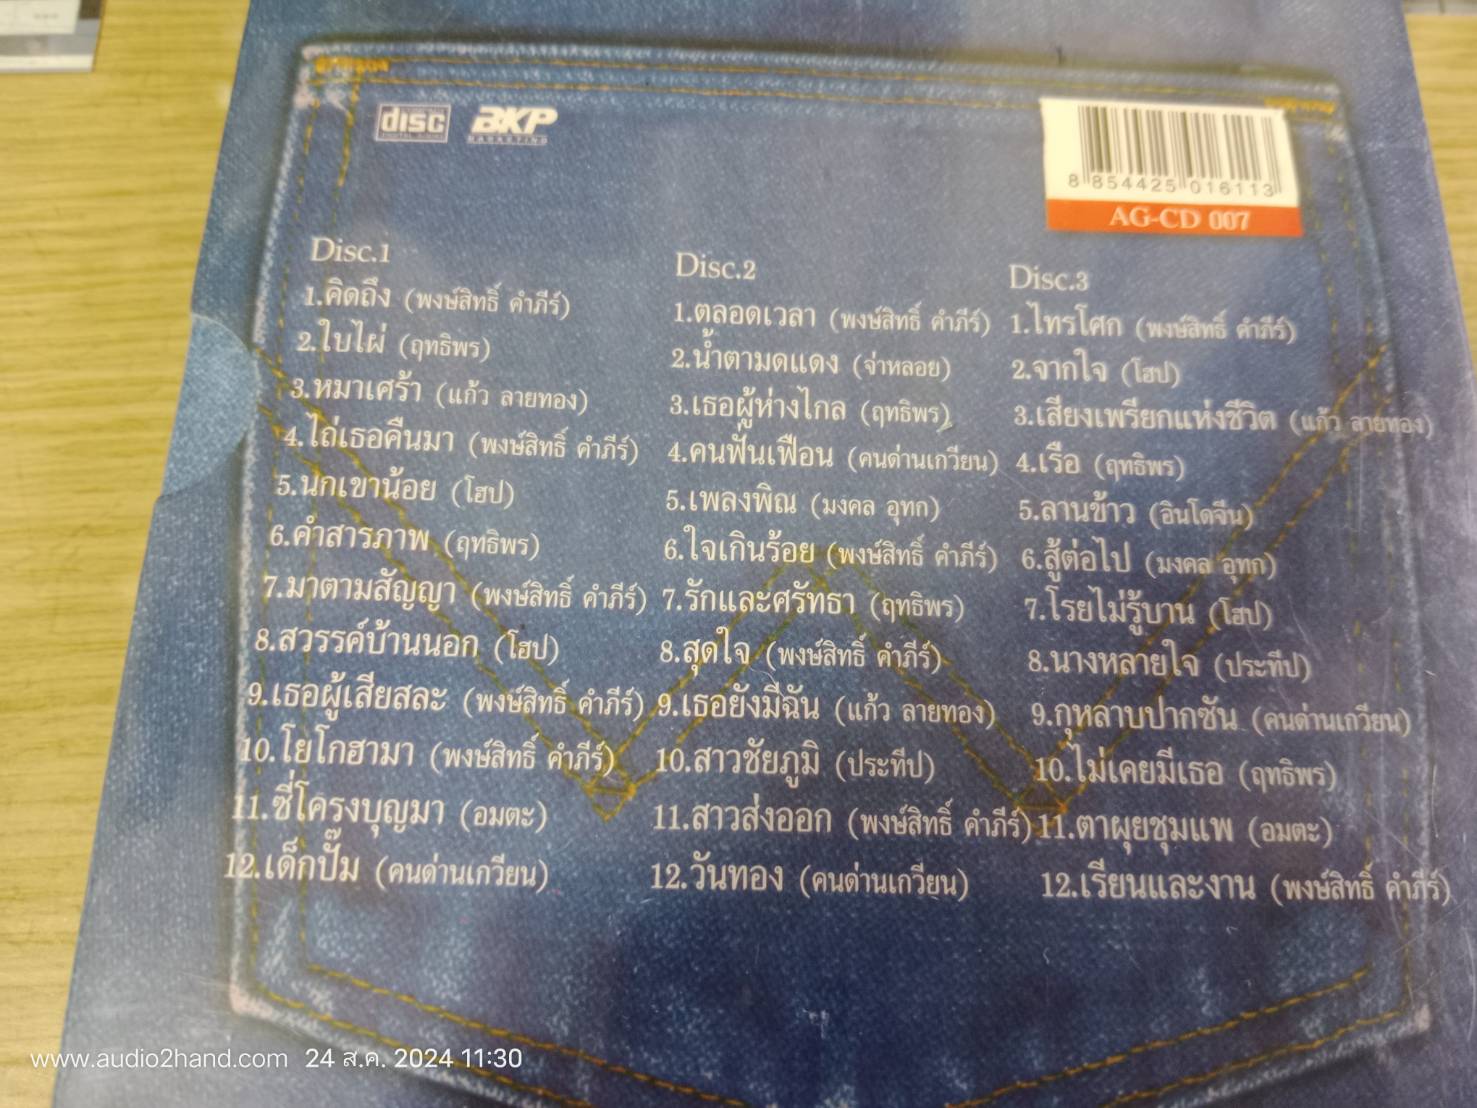 disc
BKP
MARKETING
8 854425 016113
AG-CD 007
Disc.1
1.คิดถึง (พงษ์สิทธิ์ คำภีร์)
2.ใบไผ่ (ฤทธิพร)
3.หมาเศร้า (แก้ว ลายทอง)
4.ไถ่เธอคืนมา (พงษ์สิทธิ์ คำภีร์)
5.นกเขาน้อย (โฮป)
6.คำสารภาพ (ฤทธิพร)
7.มาตามสัญญา (พงษ์สิทธิ์ คำภีร์)
8.สวรรค์บ้านนอก (โฮป)
9.เธอผู้เสียสละ (พงษ์สิทธิ์ คำภีร์)
10.โยโกฮามา (พงษ์สิทธิ์ คำภีร์)
11.ซี่โครงบุญมา (อมตะ)
12.เด็กปั๊ม (คนด่านเกวียน)
Disc.2
1.ตลอดเวลา (พงษ์สิทธิ์ คำภีร์)
2.น้ำตามดแดง (จ่าหลอย)
3.เธอผู้ห่างไกล (ฤทธิพร)
4.คนฟั่นเฟือน (คนด่านเกวียน)
5.เพลงพิณ (มงคล อุทก)
6.ใจเกินร้อย (พงษ์สิทธิ์ คำภีร์)
7.รักและศรัทธา (ฤทธิพร)
8.สุดใจ (พงษ์สิทธิ์ คำภีร์)
9.เธอยังมีฉัน (แก้ว ลายทอง)
10.สาวชัยภูมิ (ประทีป)
11.สาวส่งออก (พงษ์สิทธิ์ คำภีร์)
12.วันทอง (คนด่านเกวียน)
Disc.3
1.ไทรโศก (พงษ์สิทธิ์ คำภีร์)
2.จากใจ (โฮป)
3.เสียงเพรียกแห่งชีวิต (แก้ว ลายทอง)
4.เรือ (ฤทธิพร)
5.ลานข้าว (อินโดจีน)
6.สู้ต่อไป (มงคล อุทก)
7.โรยไม่รู้บาน (โฮป)
8.นางหลายใจ (ประทีป)
9.กุหลาบปากซัน (คนด่านเกวียน)
10.ไม่เคยมีเธอ (ฤทธิพร)
11.ตาผุยชุมแพ (อมตะ)
12.เรียนและงาน (พงษ์สิทธิ์ คำภีร์)
www.audio2hand.com 24 ส.ค. 2024 11:30